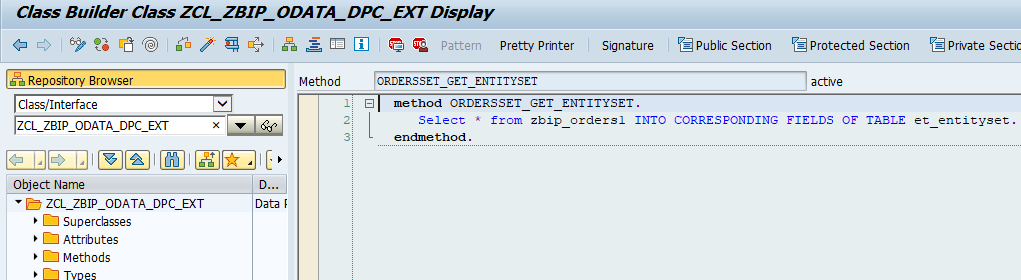 Class Builder Class ZCL_ZBIP_ODATA_DPC_EXT Display
Pattern Pretty Printer Signature Public Section Protected Section Private Sectio
Repository Browser
Class/Interface
ZCL_ZBIP_ODATA_DPC_EXT
Object Name D...
ZCL_ZBIP_ODATA_DPC_EXT Data P
Superclasses
Attributes
Methods
Types
Method ORDERSSET_GET_ENTITYSET active
1 method ORDERSSET_GET_ENTITYSET.
2 Select * from zbip_orders1 INTO CORRESPONDING FIELDS OF TABLE et_entityset.
3 endmethod.